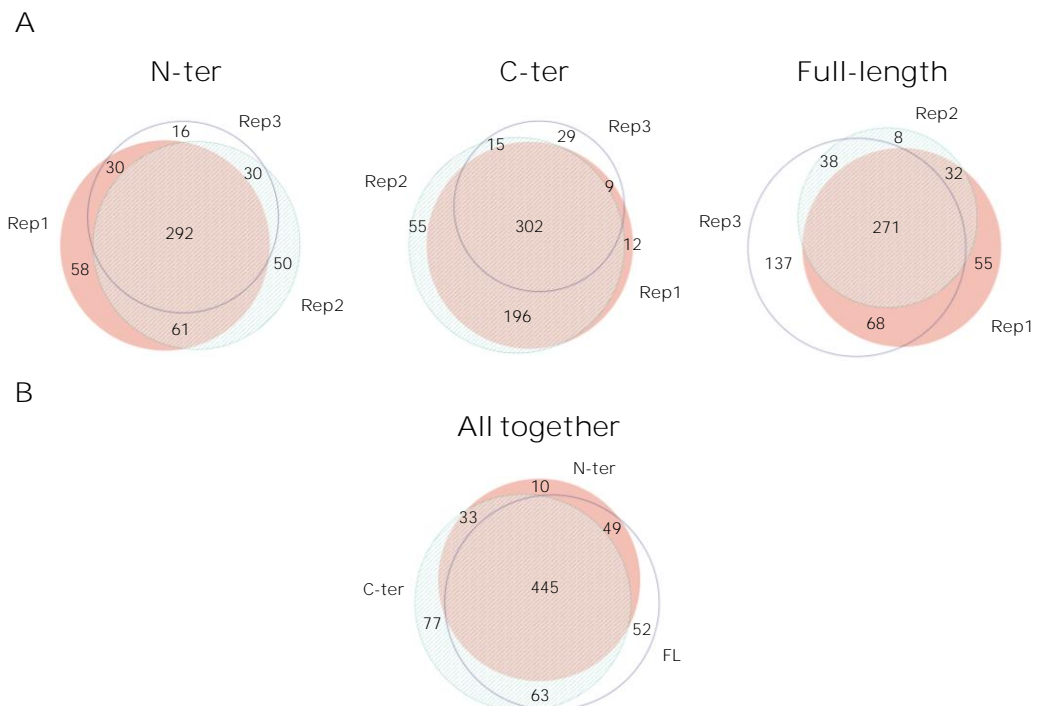 A
N-ter
C-ter
Full-length
16
Rep3
30
30
Rep1
292
58
50
Rep2
61
29
Rep3
15
Rep2
9
302
55
12
Rep1
196
Rep2
8
38
32
Rep3
271
137
55
68
Rep1
B
All together
N-ter
10
33
49
445
C-ter
77
52
FL
63